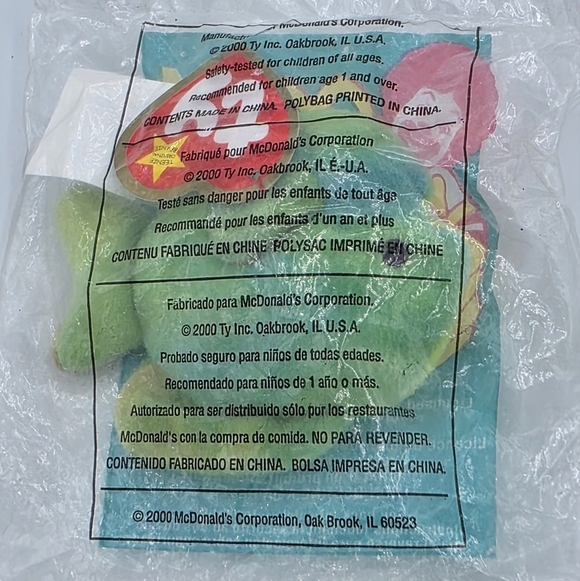 McDonald's Corporation.
© 2000 Ty Inc. Oakbrook, IL U.S.A.
Safety-tested for children of all ages.
Recommended for children age 1 and over.
CONTENTS MADE IN CHINA. POLYBAG PRINTED IN CHINA.
ty
TEENIE
BEANIE
Fabriqué pour McDonald's Corporation
© 2000 Ty Inc, Oakbrook, IL É.-U.A.
Testé sans danger pour les enfants de tout âge
Recommandé pour les enfants d'un an et plus
CONTENU FABRIQUÉ EN CHINE POLYSAC IMPRIMÉ EN CHINE
Fabricado para McDonald's Corporation.
© 2000 Ty Inc. Oakbrook, IL U.S.A.
Probado seguro para niños de todas edades.
Recomendado para niños de 1 año o más.
Autorizado para ser distribuido sólo por los restaurantes
McDonald's con la compra de comida. NO PARA REVENDER.
CONTENIDO FABRICADO EN CHINA. BOLSA IMPRESA EN CHINA.
© 2000 McDonald's Corporation, Oak Brook, IL 60523